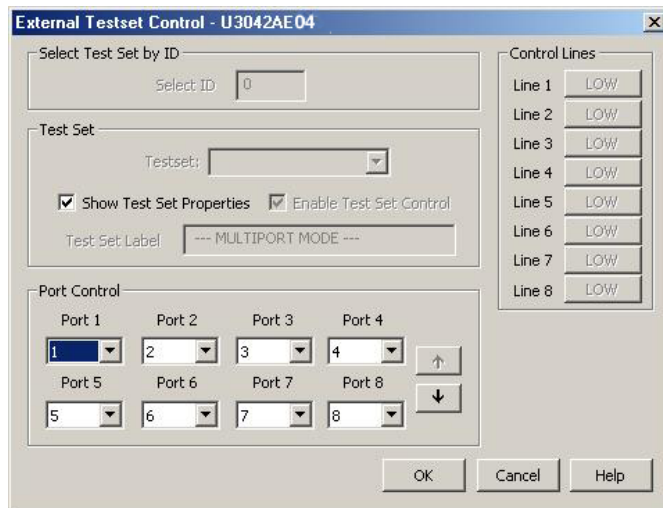 External Testset Control - U3042AE04
Select Test Set by ID
Select ID 0
Test Set
Testset:
Show Test Set Properties Enable Test Set Control
Test Set Label --- MULTIPORT MODE ---
Port Control
Port 1 Port 2 Port 3 Port 4
1 2 3 4
Port 5 Port 6 Port 7 Port 8
5 6 7 8
Control Lines
Line 1 LOW
Line 2 LOW
Line 3 LOW
Line 4 LOW
Line 5 LOW
Line 6 LOW
Line 7 LOW
Line 8 LOW
OK Cancel Help